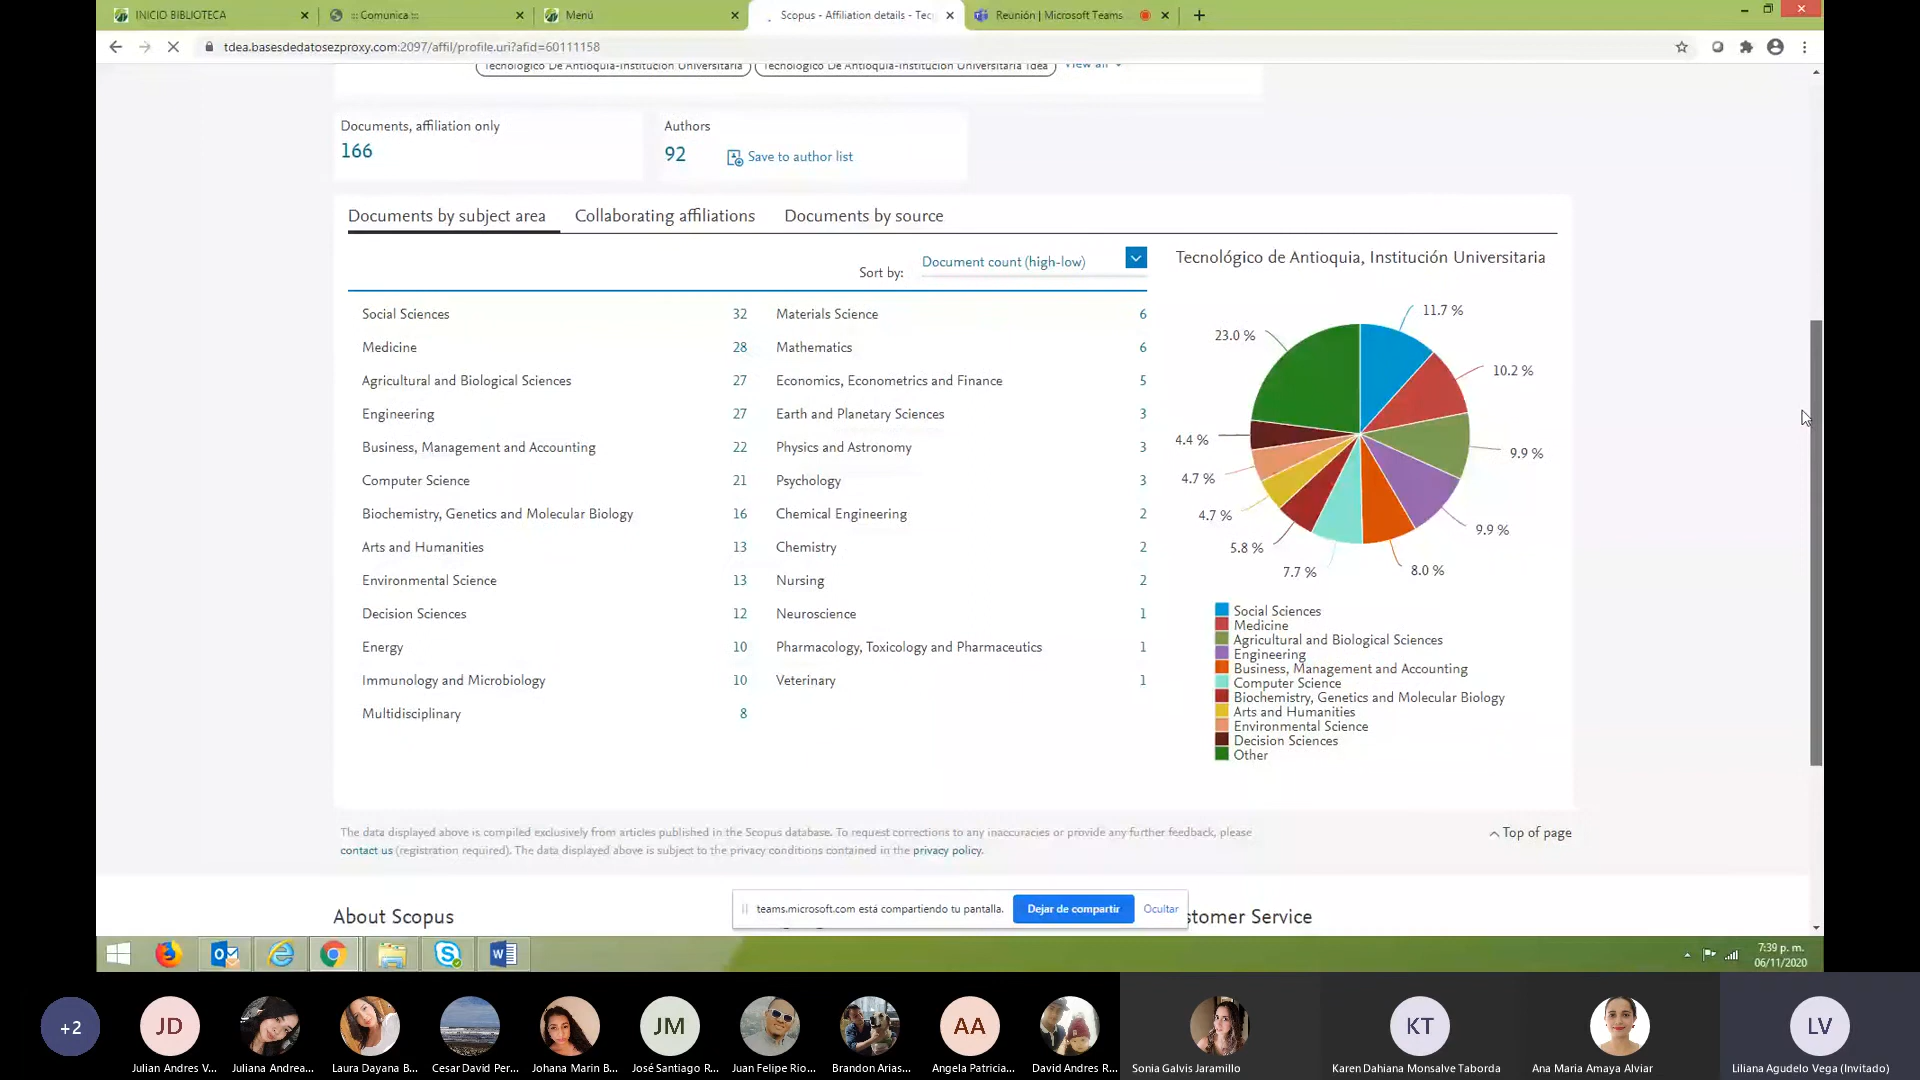 INICIO BIBLIOTECA
::: Comunica :::
Menú
Scopus - Affiliation details - Tec
Reunión | Microsoft Teams
tdea.basesdedatosezproxy.com:2097/affil/profile.uri?afid=60111158
Tecnológico De Antioquia-Institución Universitaria
Tecnológico De Antioquia-Institución Universitaria Tdea
View all
Documents, affiliation only
166
Authors
92
Save to author list
Documents by subject area
Collaborating affiliations
Documents by source
Sort by:
Document count (high-low)
Social Sciences 32
Medicine 28
Agricultural and Biological Sciences 27
Engineering 27
Business, Management and Accounting 22
Computer Science 21
Biochemistry, Genetics and Molecular Biology 16
Arts and Humanities 13
Environmental Science 13
Decision Sciences 12
Energy 10
Immunology and Microbiology 10
Multidisciplinary 8
Materials Science 6
Mathematics 6
Economics, Econometrics and Finance 5
Earth and Planetary Sciences 3
Physics and Astronomy 3
Psychology 3
Chemical Engineering 2
Chemistry 2
Nursing 2
Neuroscience 1
Pharmacology, Toxicology and Pharmaceutics 1
Veterinary 1
Tecnológico de Antioquia, Institución Universitaria
11.7 %
23.0 %
10.2 %
4.4 %
9.9 %
4.7 %
4.7 %
9.9 %
5.8 %
7.7 %
8.0 %
Social Sciences
Medicine
Agricultural and Biological Sciences
Engineering
Business, Management and Accounting
Computer Science
Biochemistry, Genetics and Molecular Biology
Arts and Humanities
Environmental Science
Decision Sciences
Other
The data displayed above is compiled exclusively from articles published in the Scopus database. To request corrections to any inaccuracies or provide any further feedback, please
contact us (registration required). The data displayed above is subject to the privacy conditions contained in the privacy policy.
Top of page
About Scopus
stomer Service
teams.microsoft.com está compartiendo tu pantalla.
Dejar de compartir
Ocultar
7:39 p. m.
06/11/2020
+2
JD
JM
AA
KT
LV
Julian Andres V...
Juliana Andrea...
Laura Dayana B...
Cesar David Per...
Johana Marin B...
José Santiago R...
Juan Felipe Rio...
Brandon Arias...
Angela Patricia...
David Andres R...
Sonia Galvis Jaramillo
Karen Dahiana Monsalve Taborda
Ana Maria Amaya Alviar
Liliana Agudelo Vega (Invitado)